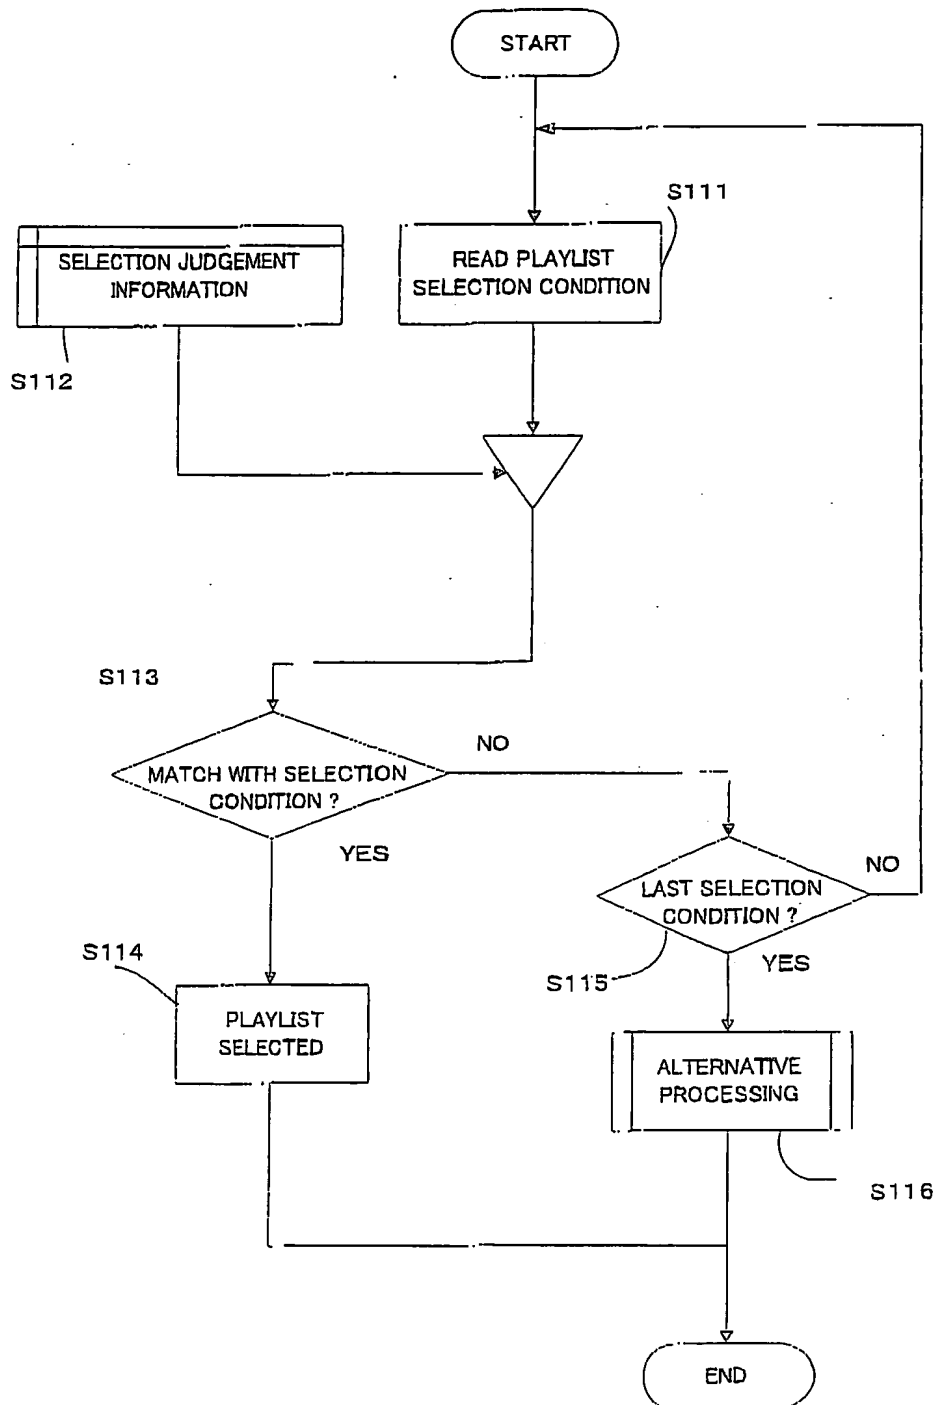 START
S111
READ PLAYLIST
SELECTION CONDITION
SELECTION JUDGEMENT
INFORMATION
S112
S113
MATCH WITH SELECTION
CONDITION ?
NO
YES
LAST SELECTION
CONDITION ?
NO
YES
S115
S114
PLAYLIST
SELECTED
ALTERNATIVE
PROCESSING
S116
END